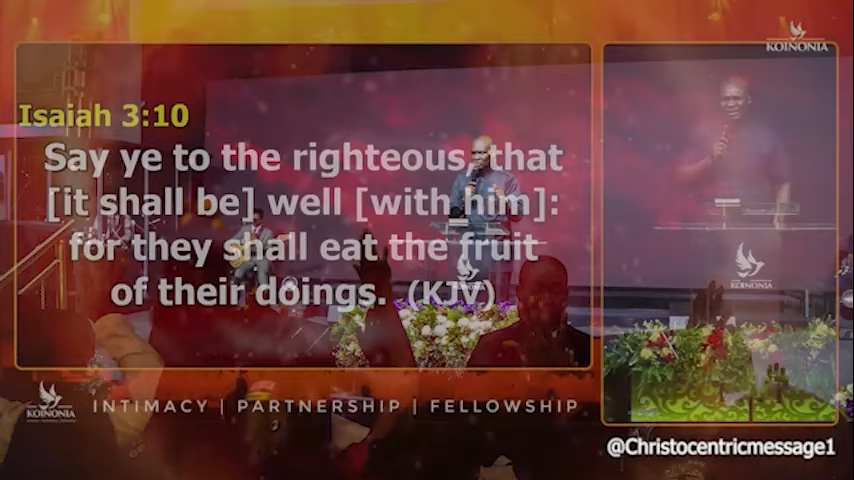 KOINONIA
Isaiah 3:10
Say ye to the righteous, that
[it shall be] well [with him]:
for they shall eat the fruit
of their doings. (KJV)
KOINONIA
KOINONIA
INTIMACY | PARTNERSHIP | FELLOWSHIP
@Christocentricmessage1